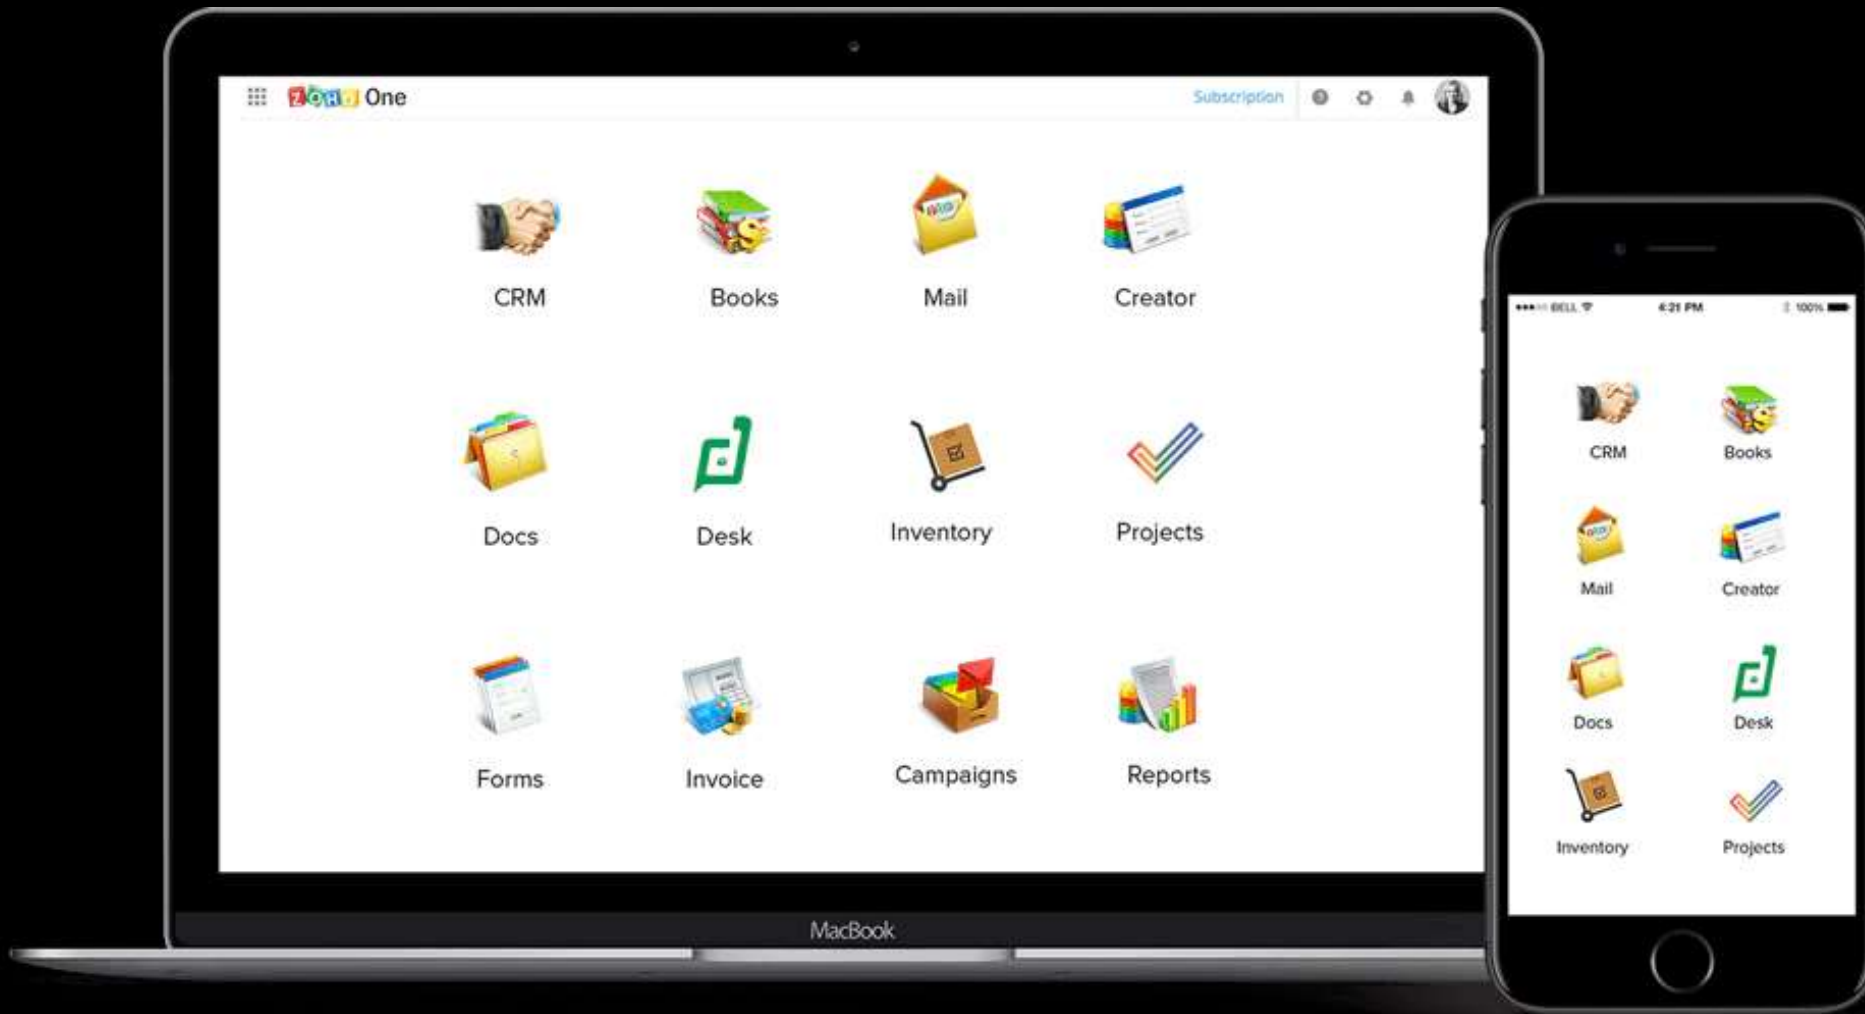 ZOHO One
Subscription
CRM
Books
Mail
Creator
Docs
Desk
Inventory
Projects
Forms
Invoice
Campaigns
Reports
MacBook
BELL 4:21 PM 100%
CRM
Books
Mail
Creator
Docs
Desk
Inventory
Projects